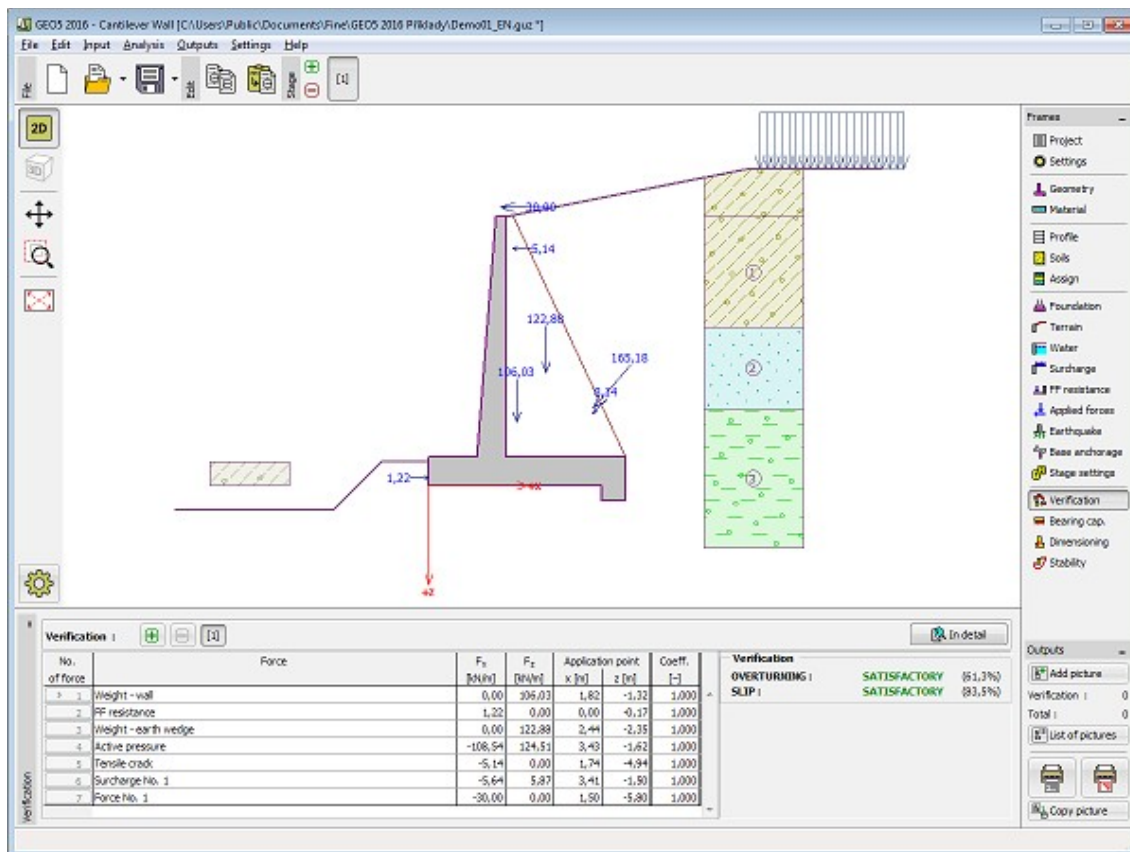 GEO5 2016 - Cantilever Wall [C:\Users\Public\Documents\Fine\GEO5 2016 Příklady\Demo01_EN.guz *]
File Edit Input Analysis Outputs Settings Help
File
Edit
Stage
[1]
2D
3D
30,00
5,14
122,88
165,18
106,03
1,22
+X
+Z
1
2
3
Frames
Project
Settings
Geometry
Material
Profile
Soils
Assign
Foundation
Terrain
Water
Surcharge
FF resistance
Applied forces
Earthquake
Base anchorage
Stage settings
Verification
Bearing cap.
Dimensioning
Stability
Verification
Verification : [1] In detail
No. of force Force Fx [kN/m] Fz [kN/m] Application point x [m] z [m] Coeff. [-]
1 Weight - wall 0,00 106,03 1,82 -1,32 1,000
2 FF resistance 1,22 0,00 0,00 -0,17 1,000
3 Weight - earth wedge 0,00 122,88 2,44 -2,35 1,000
4 Active pressure -108,54 124,51 3,43 -1,62 1,000
5 Tensile crack -5,14 0,00 1,74 -4,94 1,000
6 Surcharge No. 1 -5,64 5,87 3,41 -1,50 1,000
7 Force No. 1 -30,00 0,00 1,50 -5,80 1,000
Verification
OVERTURNING : SATISFACTORY (61,3%)
SLIP : SATISFACTORY (83,5%)
Outputs
Add picture
Verification : 0
Total : 0
List of pictures
Copy picture